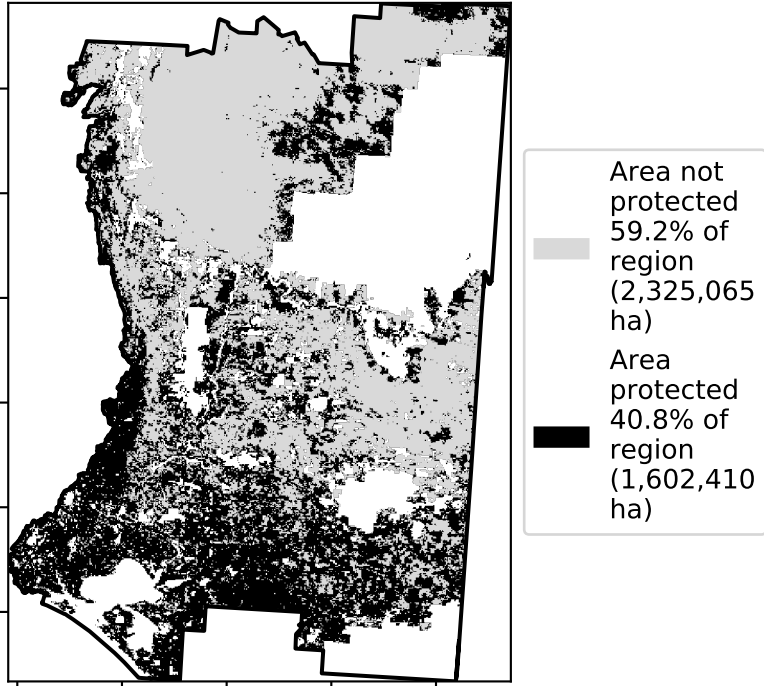 Area not
protected
59.2% of
region
(2,325,065
ha)
Area
protected
40.8% of
region
(1,602,410
ha)